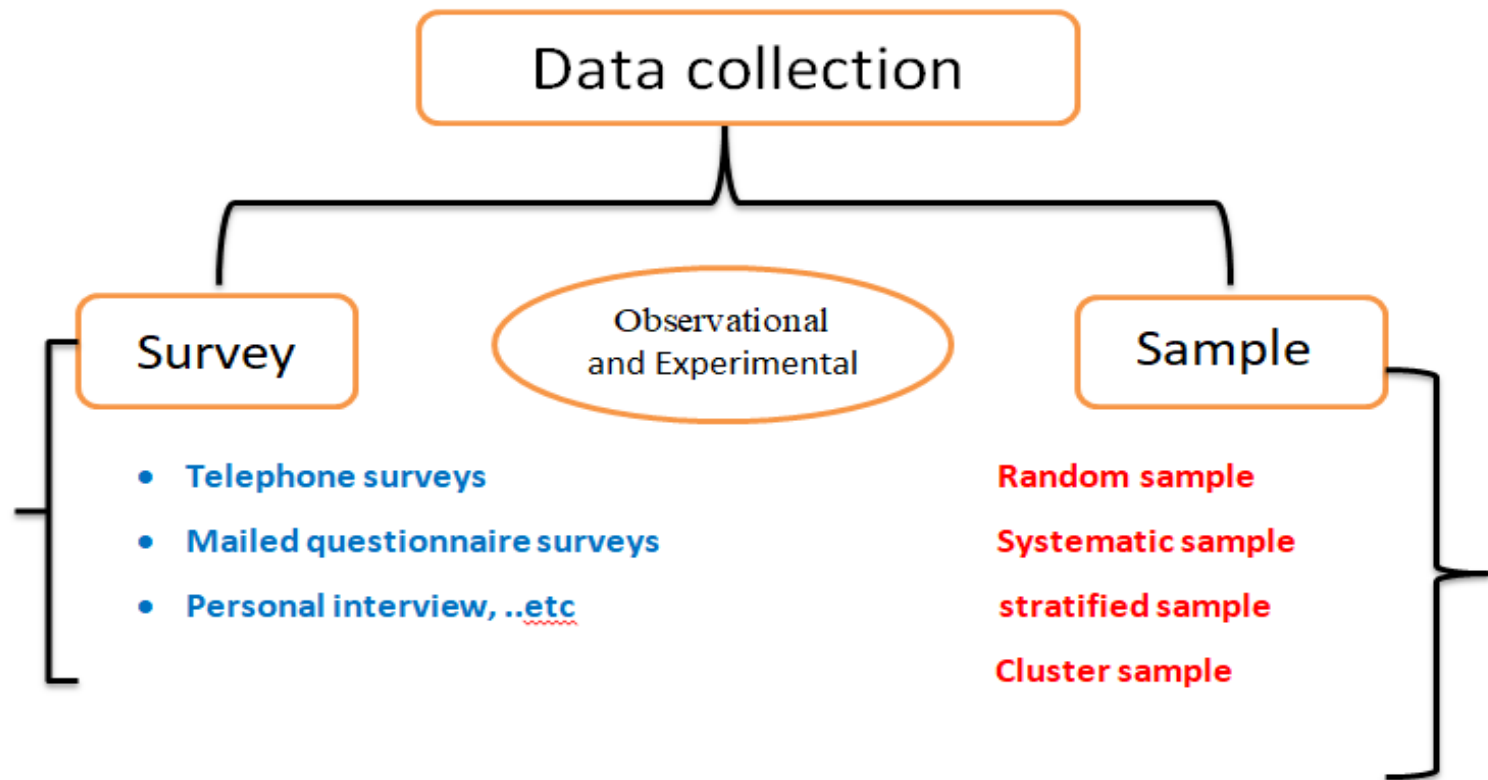 Data collection
Survey
Observational
and Experimental
Sample
• Telephone surveys
• Mailed questionnaire surveys
• Personal interview, ..etc
Random sample
Systematic sample
stratified sample
Cluster sample